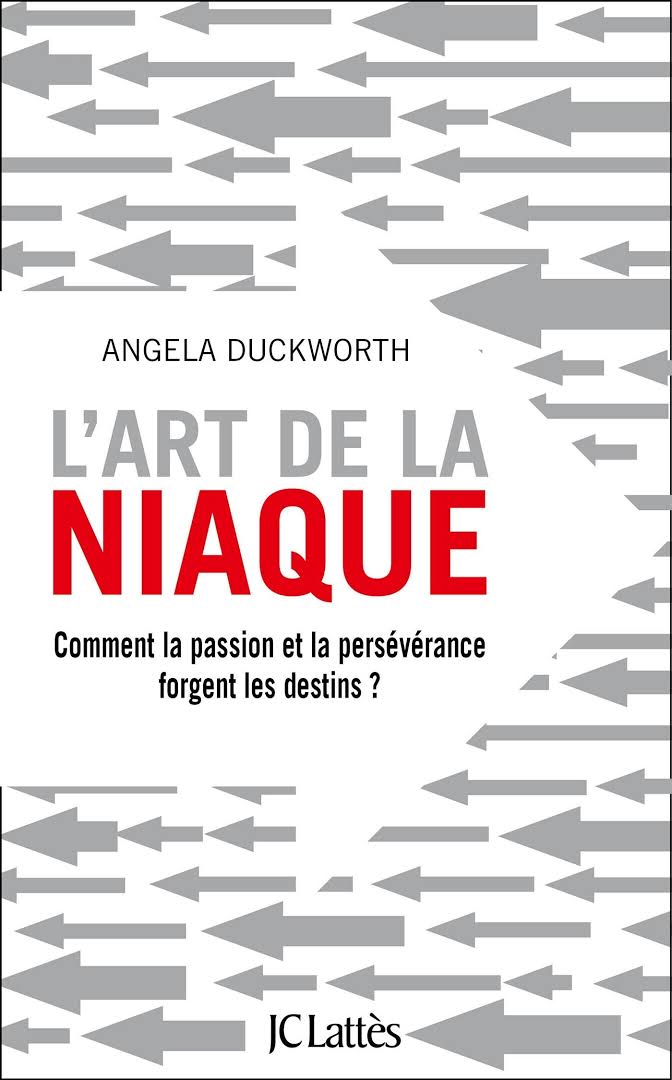 ANGELA DUCKWORTH
L’ART DE LA
NIAQUE
Comment la passion et la persévérance
forgent les destins ?
JC Lattès